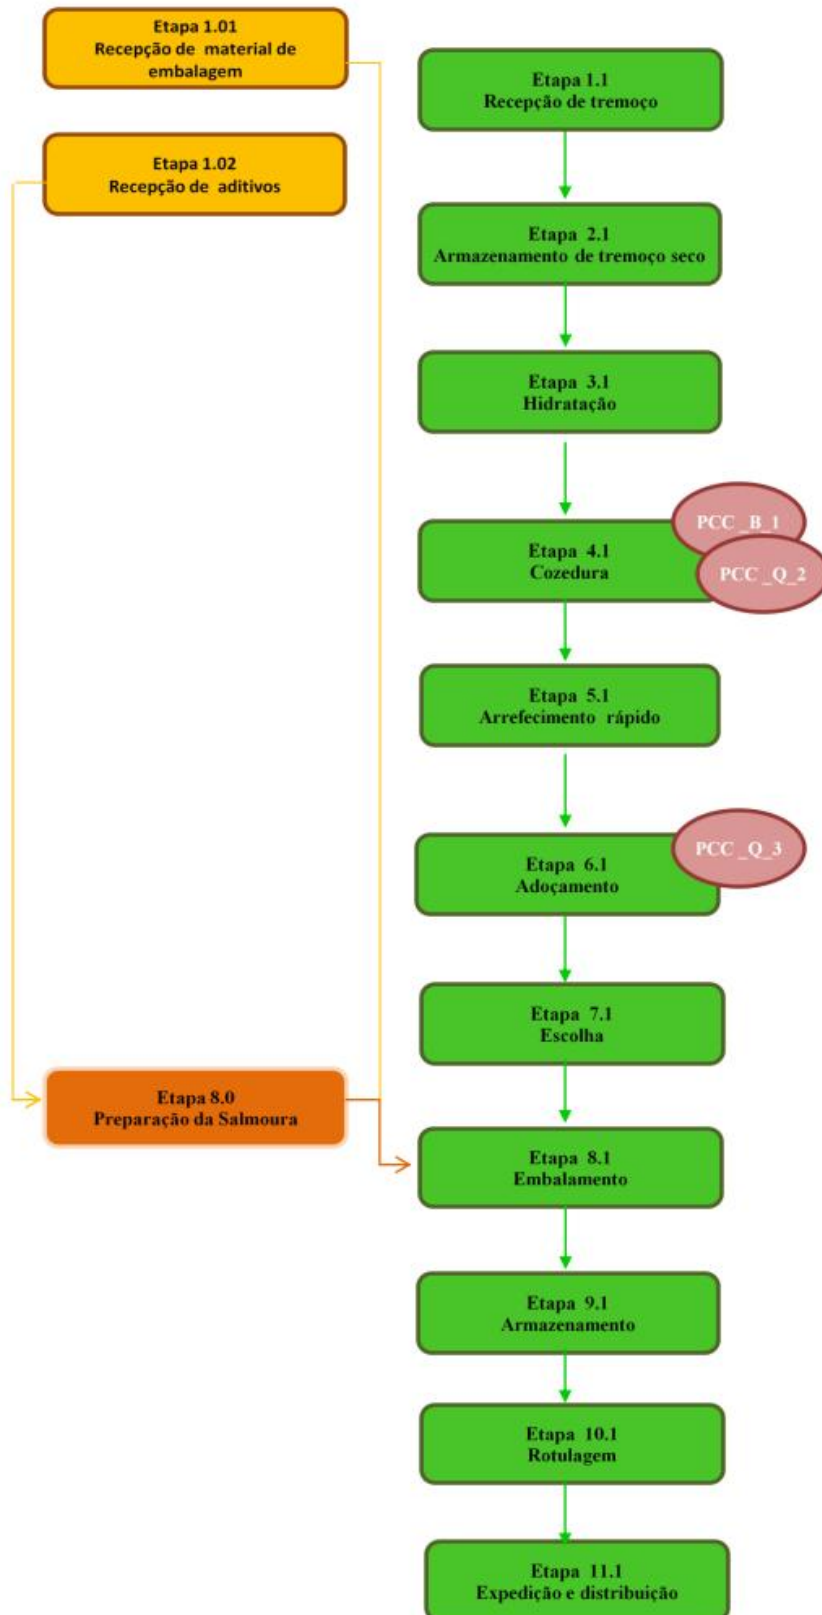 Etapa 1.01
Recepção de material de
embalagem
Etapa 1.1
Recepção de tremoço
Etapa 1.02
Recepção de aditivos
Etapa 2.1
Armazenamento de tremoço seco
Etapa 3.1
Hidratação
PCC _B_1
Etapa 4.1
Cozedura
PCC _Q_2
Etapa 5.1
Arrefecimento rápido
PCC _Q_3
Etapa 6.1
Adoçamento
Etapa 7.1
Escolha
Etapa 8.0
Preparação da Salmoura
Etapa 8.1
Embalamento
Etapa 9.1
Armazenamento
Etapa 10.1
Rotulagem
Etapa 11.1
Expedição e distribuição